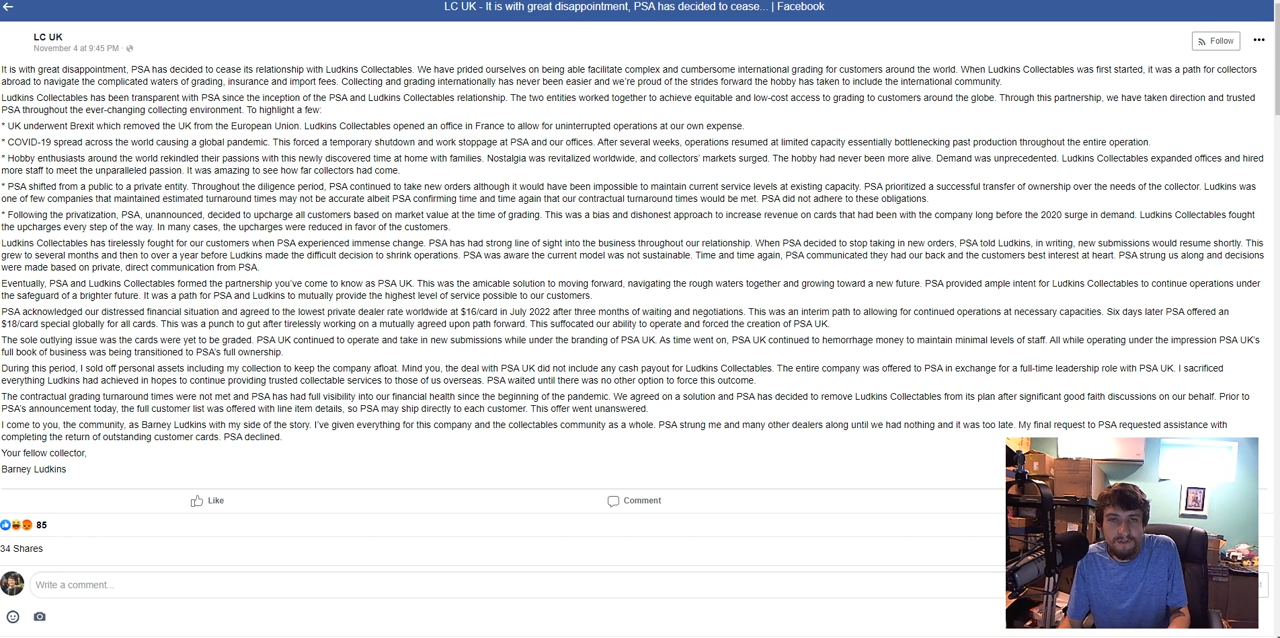 LC UK - It is with great disappointment, PSA has decided to cease... | Facebook
LC UK
November 4 at 9:45 PM ·
Follow
It is with great disappointment, PSA has decided to cease its relationship with Ludkins Collectables. We have prided ourselves on being able facilitate complex and cumbersome international grading for customers around the world. When Ludkins Collectables was first started, it was a path for collectors
abroad to navigate the complicated waters of grading, insurance and import fees. Collecting and grading internationally has never been easier and we're proud of the strides forward the hobby has taken to include the international community.
Ludkins Collectables has been transparent with PSA since the inception of the PSA and Ludkins Collectables relationship. The two entities worked together to achieve equitable and low-cost access to grading to customers around the globe. Through this partnership, we have taken direction and trusted
PSA throughout the ever-changing collecting environment. To highlight a few:
* UK underwent Brexit which removed the UK from the European Union. Ludkins Collectables opened an office in France to allow for uninterrupted operations at our own expense.
* COVID-19 spread across the world causing a global pandemic. This forced a temporary shutdown and work stoppage at PSA and our offices. After several weeks, operations resumed at limited capacity essentially bottlenecking past production throughout the entire operation.
* Hobby enthusiasts around the world rekindled their passions with this newly discovered time at home with families. Nostalgia was revitalized worldwide, and collectors' markets surged. The hobby had never been more alive. Demand was unprecedented. Ludkins Collectables expanded offices and hired
more staff to meet the unparalleled passion. It was amazing to see how far collectors had come.
* PSA shifted from a public to a private entity. Throughout the diligence period, PSA continued to take new orders although it would have been impossible to maintain current service levels at existing capacity. PSA prioritized a successful transfer of ownership over the needs of the collector. Ludkins was
one of few companies that maintained estimated turnaround times may not be accurate albeit PSA confirming time and time again that our contractual turnaround times would be met. PSA did not adhere to these obligations.
* Following the privatization, PSA, unannounced, decided to upcharge all customers based on market value at the time of grading. This was a bias and dishonest approach to increase revenue on cards that had been with the company long before the 2020 surge in demand. Ludkins Collectables fought
the upcharges every step of the way. In many cases, the upcharges were reduced in favor of the customers.
Ludkins Collectables has tirelessly fought for our customers when PSA experienced immense change. PSA has had strong line of sight into the business throughout our relationship. When PSA decided to stop taking in new orders, PSA told Ludkins, in writing, new submissions would resume shortly. This
grew to several months and then to over a year before Ludkins made the difficult decision to shrink operations. PSA was aware the current model was not sustainable. Time and time again, PSA communicated they had our back and the customers best interest at heart. PSA strung us along and decisions
were made based on private, direct communication from PSA.
Eventually, PSA and Ludkins Collectables formed the partnership you've come to know as PSA UK. This was the amicable solution to moving forward, navigating the rough waters together and growing toward a new future. PSA provided ample intent for Ludkins Collectables to continue operations under
the safeguard of a brighter future. It was a path for PSA and Ludkins to mutually provide the highest level of service possible to our customers.
PSA acknowledged our distressed financial situation and agreed to the lowest private dealer rate worldwide at $16/card in July 2022 after three months of waiting and negotiations. This was an interim path to allowing for continued operations at necessary capacities. Six days later PSA offered an
$18/card special globally for all cards. This was a punch to gut after tirelessly working on a mutually agreed upon path forward. This suffocated our ability to operate and forced the creation of PSA UK.
The sole outlying issue was the cards were yet to be graded. PSA UK continued to operate and take in new submissions while under the branding of PSA UK. As time went on, PSA UK continued to hemorrhage money to maintain minimal levels of staff. All while operating under the impression PSA UK's
full book of business was being transitioned to PSA's full ownership.
During this period, I sold off personal assets including my collection to keep the company afloat. Mind you, the deal with PSA UK did not include any cash payout for Ludkins Collectables. The entire company was offered to PSA in exchange for a full-time leadership role with PSA UK. I sacrificed
everything Ludkins had achieved in hopes to continue providing trusted collectable services to those of us overseas. PSA waited until there was no other option to force this outcome.
The contractual grading turnaround times were not met and PSA has had full visibility into our financial health since the beginning of the pandemic. We agreed on a solution and PSA has decided to remove Ludkins Collectables from its plan after significant good faith discussions on our behalf. Prior to
PSA's announcement today, the full customer list was offered with line item details, so PSA may ship directly to each customer. This offer went unanswered.
I come to you, the community, as Barney Ludkins with my side of the story. I've given everything for this company and the collectables community as a whole. PSA strung me and many other dealers along until we had nothing and it was too late. My final request to PSA requested assistance with
completing the return of outstanding customer cards. PSA declined.
Your fellow collector,
Barney Ludkins
Like
Comment
85
34 Shares
Write a comment...